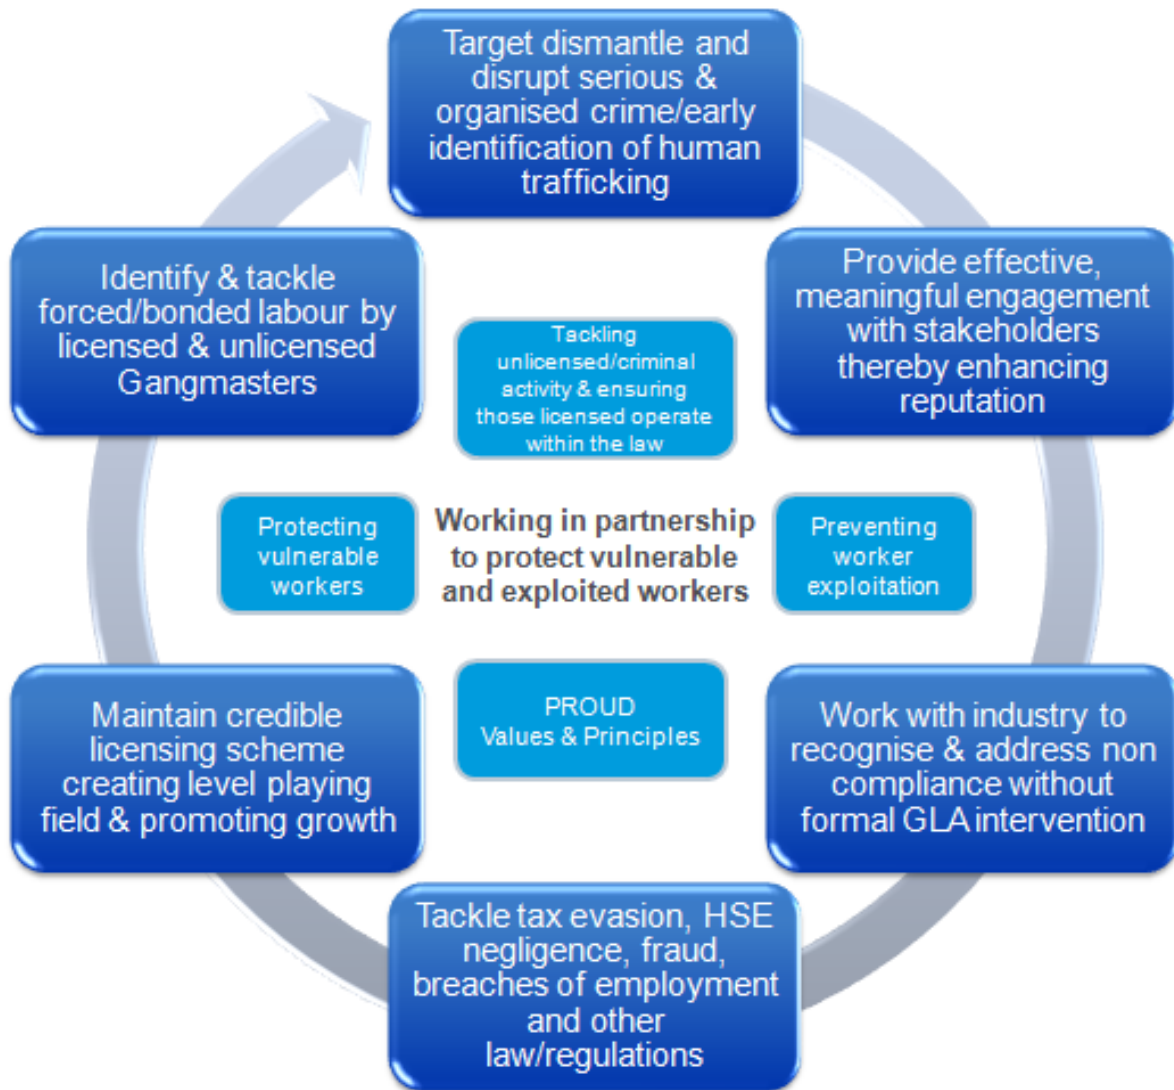 Target dismantle and
disrupt serious &
organised crime/early
identification of human
trafficking
Identify & tackle
forced/bonded labour by
licensed & unlicensed
Gangmasters
Provide effective,
meaningful engagement
with stakeholders
thereby enhancing
reputation
Tackling
unlicensed/criminal
activity & ensuring
those licensed operate
within the law
Protecting
vulnerable
workers
Working in partnership
to protect vulnerable
and exploited workers
Preventing
worker
exploitation
PROUD
Values & Principles
Maintain credible
licensing scheme
creating level playing
field & promoting growth
Work with industry to
recognise & address non
compliance without
formal GLA intervention
Tackle tax evasion, HSE
negligence, fraud,
breaches of employment
and other
law/regulations